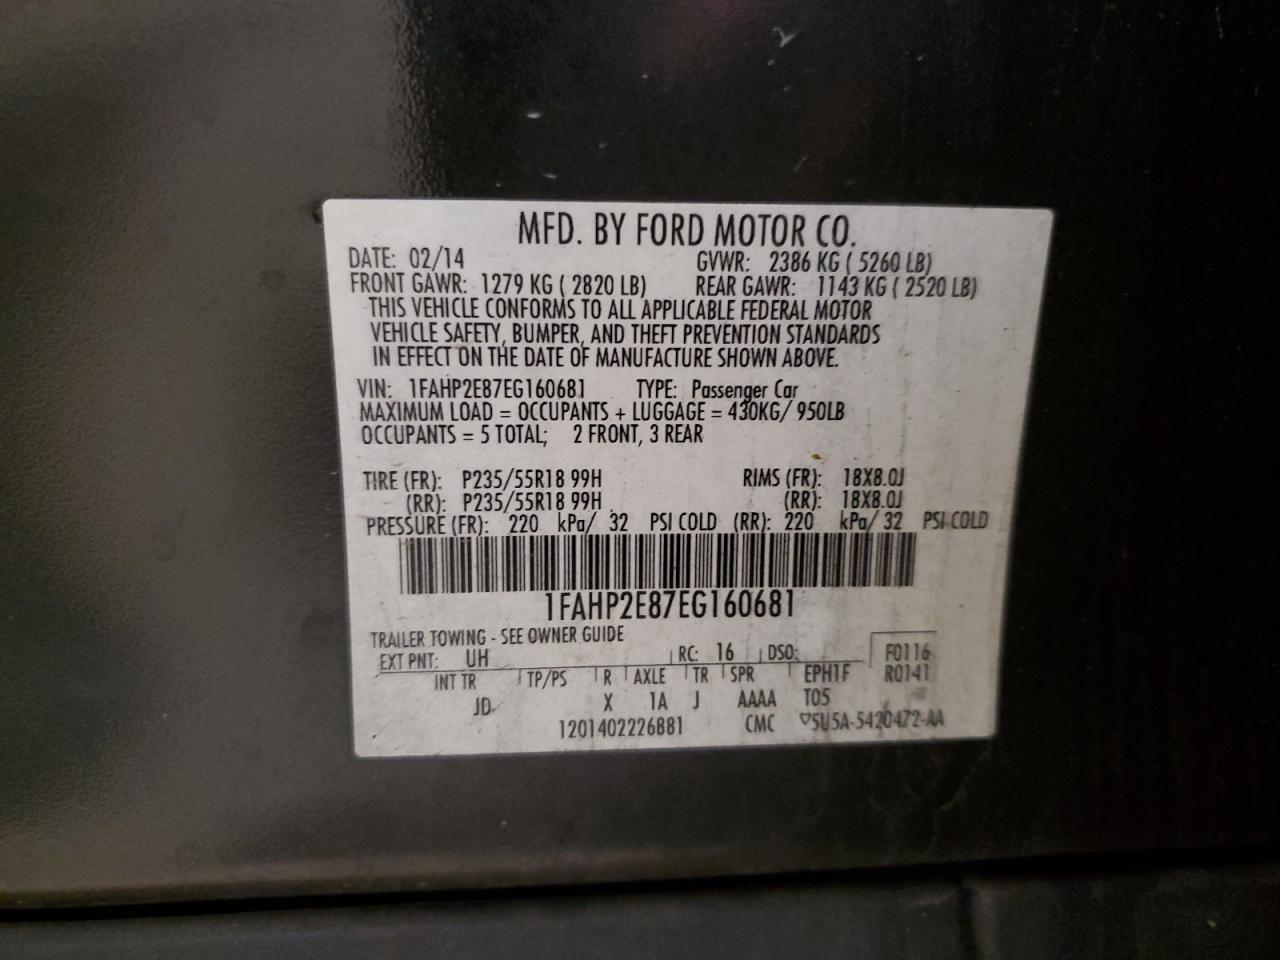 MFD. BY FORD MOTOR CO.
DATE: 02/14 GVWR: 2386 KG ( 5260 LB)
FRONT GAWR: 1279 KG ( 2820 LB) REAR GAWR: 1143 KG ( 2520 LB)
THIS VEHICLE CONFORMS TO ALL APPLICABLE FEDERAL MOTOR
VEHICLE SAFETY, BUMPER, AND THEFT PREVENTION STANDARDS
IN EFFECT ON THE DATE OF MANUFACTURE SHOWN ABOVE.
VIN: 1FAHP2E87EG160681 TYPE: Passenger Car
MAXIMUM LOAD = OCCUPANTS + LUGGAGE = 430KG/ 950LB
OCCUPANTS = 5 TOTAL; 2 FRONT, 3 REAR
TIRE (FR): P235/55R18 99H RIMS (FR): 18X8.0J
(RR): P235/55R18 99H (RR): 18X8.0J
PRESSURE (FR): 220 kPa/ 32 PSI COLD (RR): 220 kPa/ 32 PSI COLD
1FAHP2E87EG160681
TRAILER TOWING - SEE OWNER GUIDE
EXT PNT: UH RC: 16 DSO: F0116
INT TR TP/PS R AXLE TR SPR EPH1F R0141
JD X 1A J AAAA T05
1201402226881 CMC 5U5A-5420472-AA